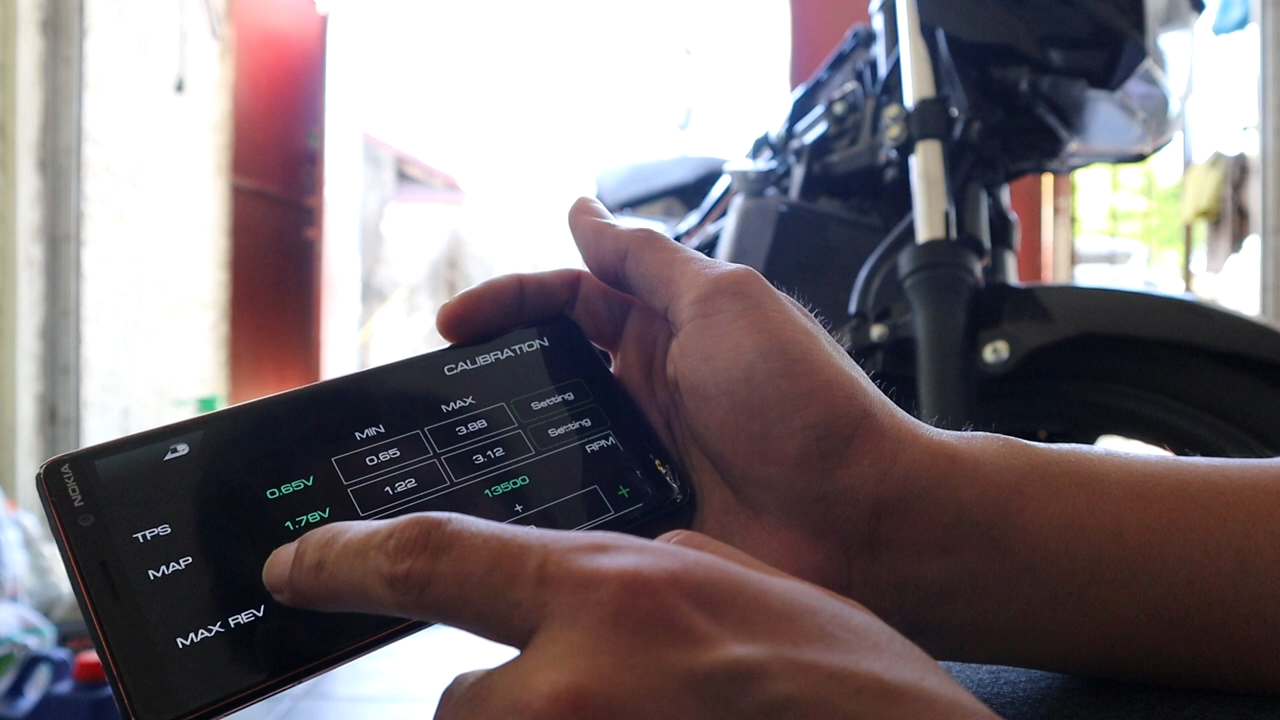 NOKIA
CALIBRATION
MIN MAX
TPS 0.65V 0.65 3.88 Setting
MAP 1.78V 1.22 3.12 Setting
MAX REV 13500 RPM
+ +